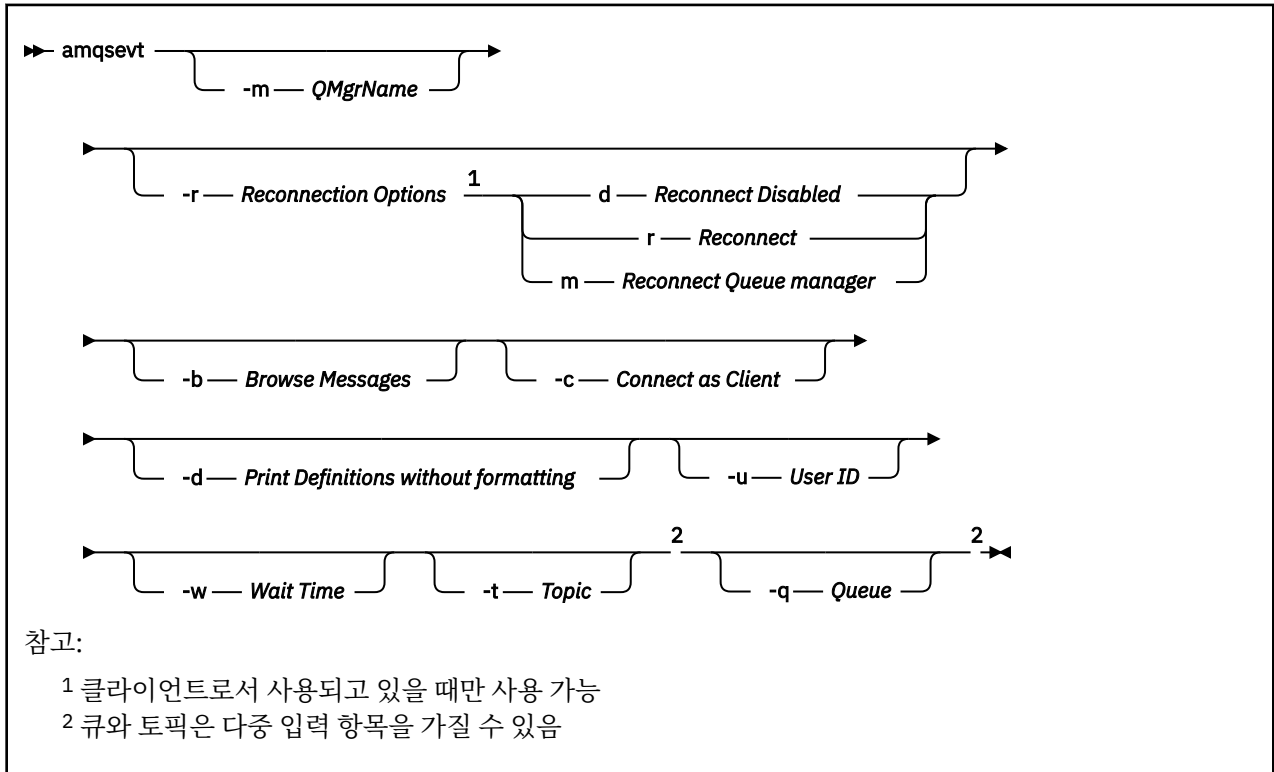 amqsevt
-m QMgrName
-r Reconnection Options 1 d Reconnect Disabled
r Reconnect
m Reconnect Queue manager
-b Browse Messages -c Connect as Client
-d Print Definitions without formatting -u User ID
-w Wait Time -t Topic 2 -q Queue 2
참고:
1 클라이언트로서 사용되고 있을 때만 사용 가능
2 큐와 토픽은 다중 입력 항목을 가질 수 있음